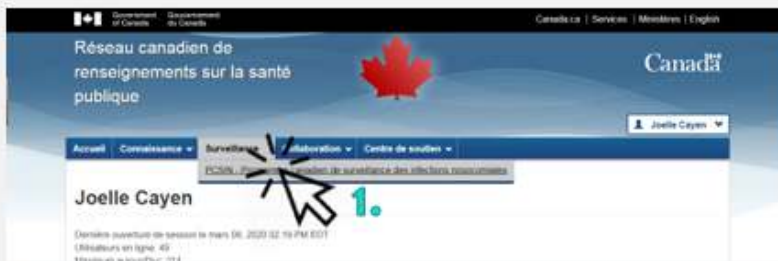 Government of Canada Gouvernement du Canada
Canada.ca | Services | Ministères | English
Réseau canadien de
renseignements sur la santé
publique
Canada
Joelle Cayen
Accueil Connaissance Surveillance Collaboration Centre de soutien
canadien de surveillance des infections nosocomiales
Joelle Cayen
1.
Dernière ouverture de session le mars 06, 2020 02:19 PM EDT
Utilisateurs en ligne: 49